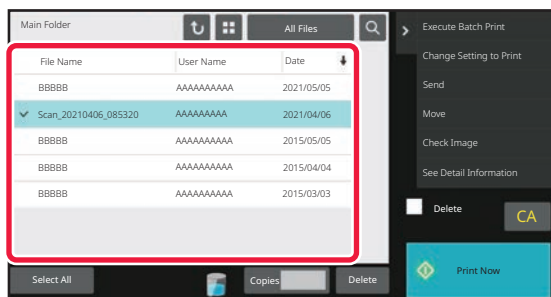 Main Folder
All Files
File Name User Name Date
BBBBB AAAAAAAAAA 2021/05/05
Scan_20210406_085320 AAAAAAAAA 2021/04/06
BBBBB AAAAAAAAAA 2015/05/05
BBBBB AAAAAAAAAA 2015/04/04
BBBBB AAAAAAAAAA 2015/03/03
Select All
Copies
Delete
Execute Batch Print
Change Setting to Print
Send
Move
Check Image
See Detail Information
Delete
CA
Print Now